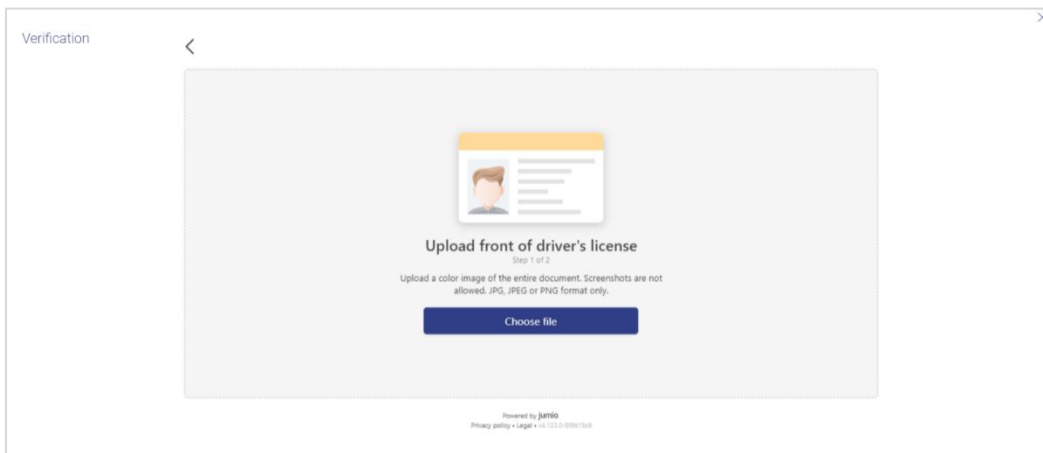 Verification
Upload front of driver's license
Step 1 of 2
Upload a color image of the entire document. Screenshots are not
allowed. JPG, JPEG or PNG format only.
Choose file
Powered by jumio
Privacy policy • Legal •